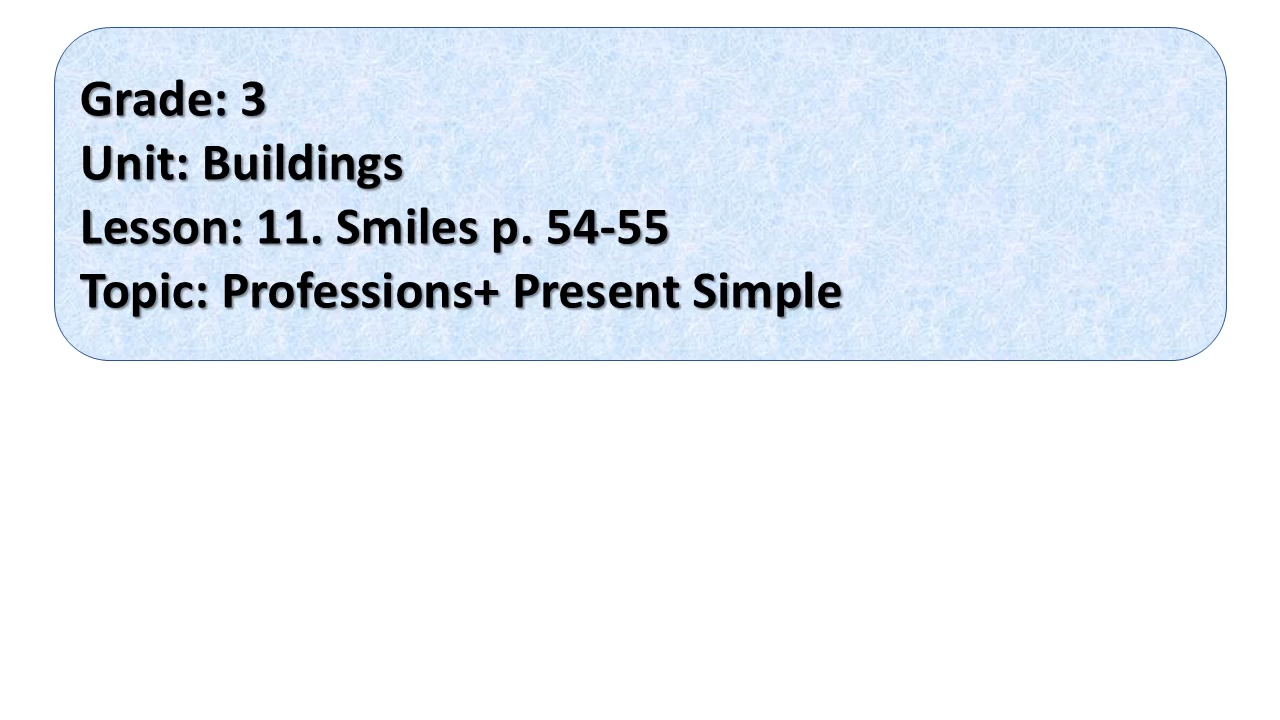 Grade: 3
Unit: Buildings
Lesson: 11. Smiles p. 54-55
Topic: Professions+ Present Simple